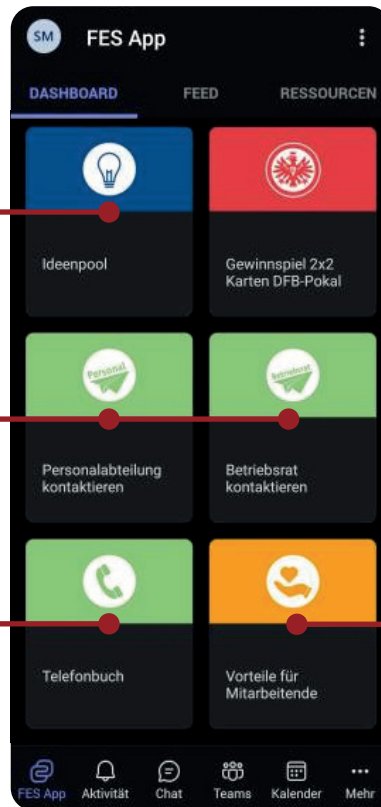 SM FES App
DASHBOARD FEED RESSOURCEN
Ideenpool
Gewinnspiel 2x2
Karten DFB-Pokal
Personal
Betriebsrat
Personalabteilung
kontaktieren
Betriebsrat
kontaktieren
Telefonbuch
Vorteile für
Mitarbeitende
FES App Aktivität Chat Teams Kalender Mehr